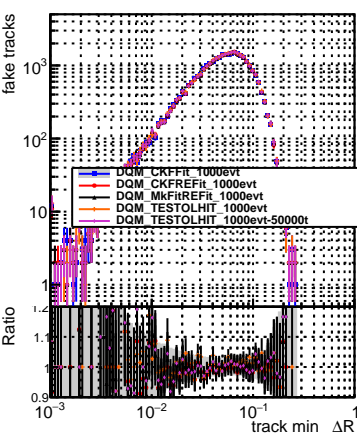 fake tracks
10³
10²
10
1
DQM_CKFFit_1000evt
DQM_CKFREFit_1000evt
DQM_MkFitREFit_1000evt
DQM_TESTOLHIT_1000evt
DQM_TESTOLHIT_1000evt-50000t
Ratio
1.2
1.1
1
0.9
10⁻³ 10⁻² 10⁻¹ 1
track min ΔR